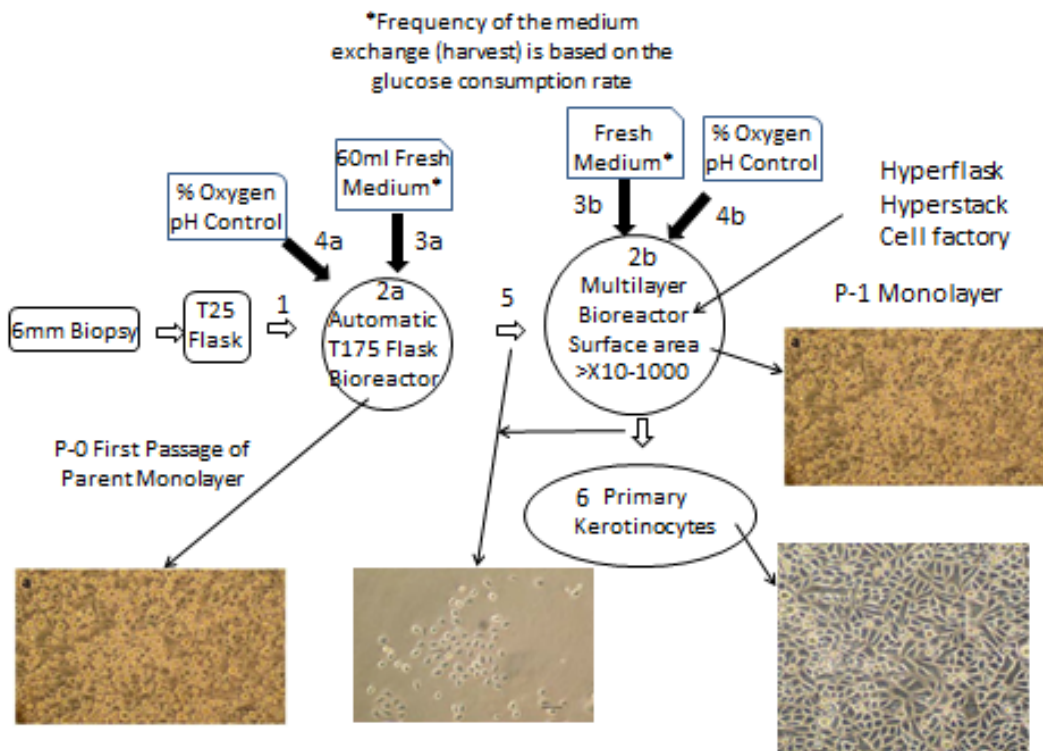 *Frequency of the medium
exchange (harvest) is based on the
glucose consumption rate
% Oxygen
pH Control
60ml Fresh
Medium*
Fresh
Medium*
% Oxygen
pH Control
Hyperflask
Hyperstack
Cell factory
4a
3a
3b
4b
6mm Biopsy
T25
Flask
1
2a
Automatic
T175 Flask
Bioreactor
5
2b
Multilayer
Bioreactor
Surface area
>X10-1000
P-1 Monolayer
a
P-0 First Passage of
Parent Monolayer
6 Primary
Kerotinocytes
a